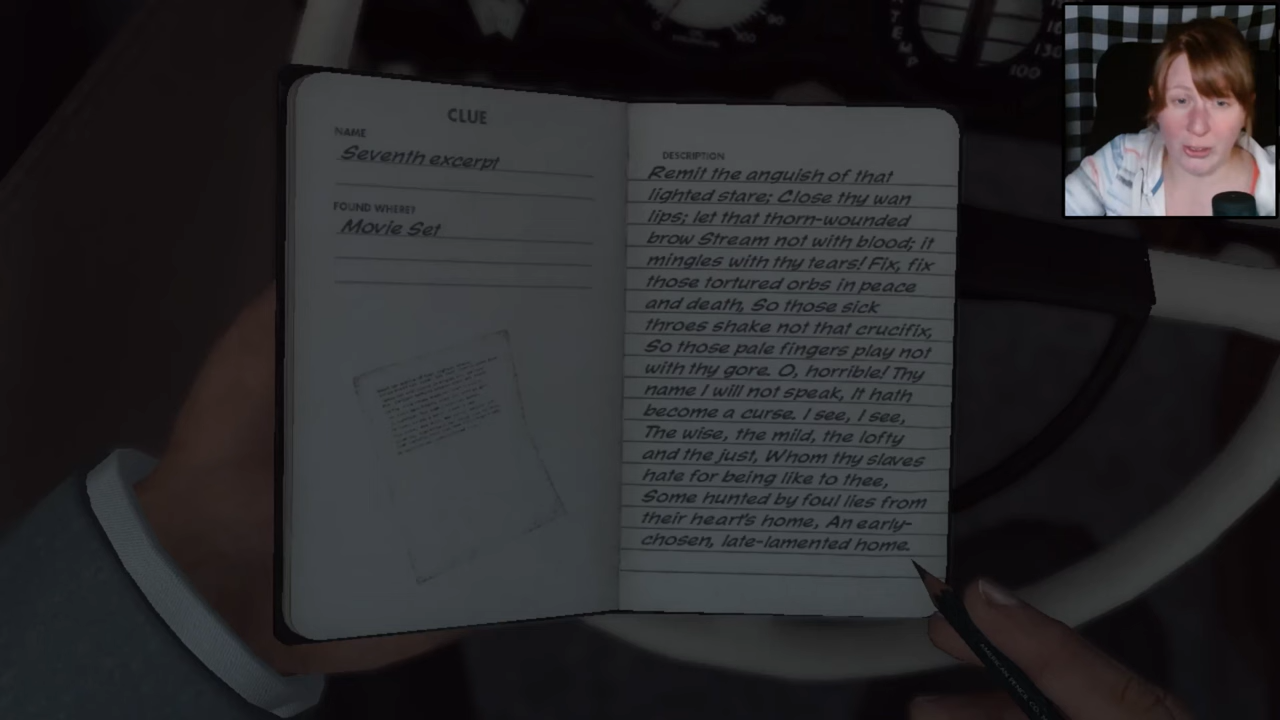 CLUE
NAME
Seventh excerpt
FOUND WHERE?
Movie Set
DESCRIPTION
Remit the anguish of that
lighted stare; Close thy wan
lips; let that thorn-wounded
brow Stream not with blood; it
mingles with thy tears! Fix, fix
those tortured orbs in peace
and death, So those sick
throes shake not that crucifix,
So those pale fingers play not
with thy gore. O, horrible! Thy
name I will not speak, It hath
become a curse. I see, I see,
The wise, the mild, the lofty
and the just, Whom thy slaves
hate for being like to thee,
Some hunted by foul lies from
their heart's home, An early-
chosen, late-lamented home.
TEMP
130
100